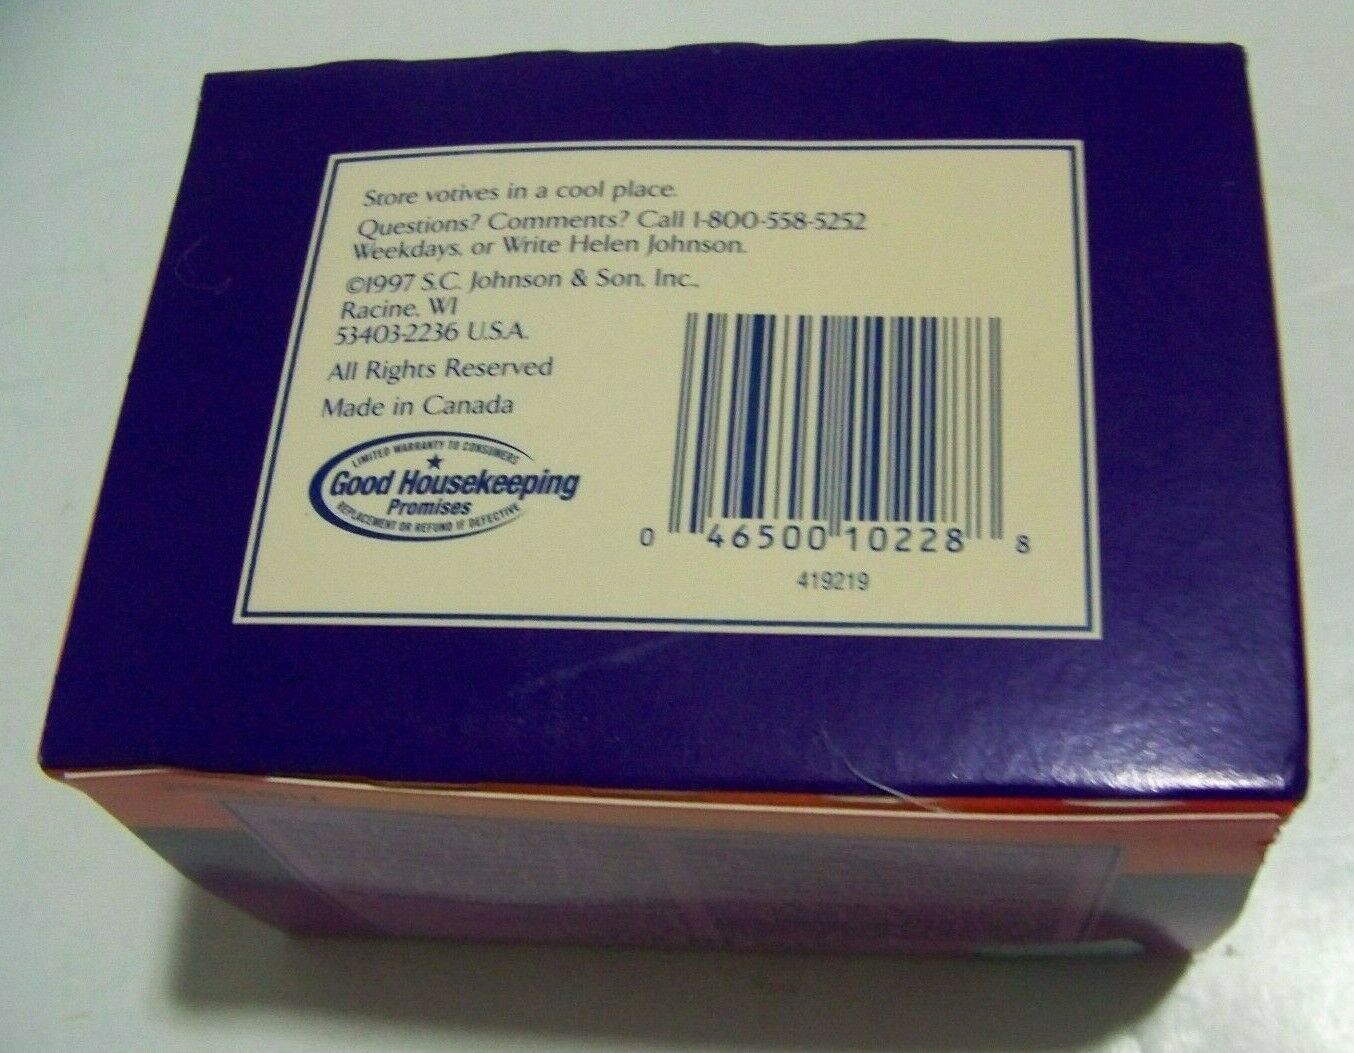 Store votives in a cool place.
Questions? Comments? Call 1-800-558-5252
Weekdays, or Write Helen Johnson.
©1997 S.C. Johnson & Son, Inc.,
Racine, WI
53403-2236 U.S.A.
All Rights Reserved
Made in Canada
LIMITED WARRANTY TO CONSUMERS
Good Housekeeping
Promises
REPLACEMENT OR REFUND IF DEFECTIVE
0 46500 10228 8
419219